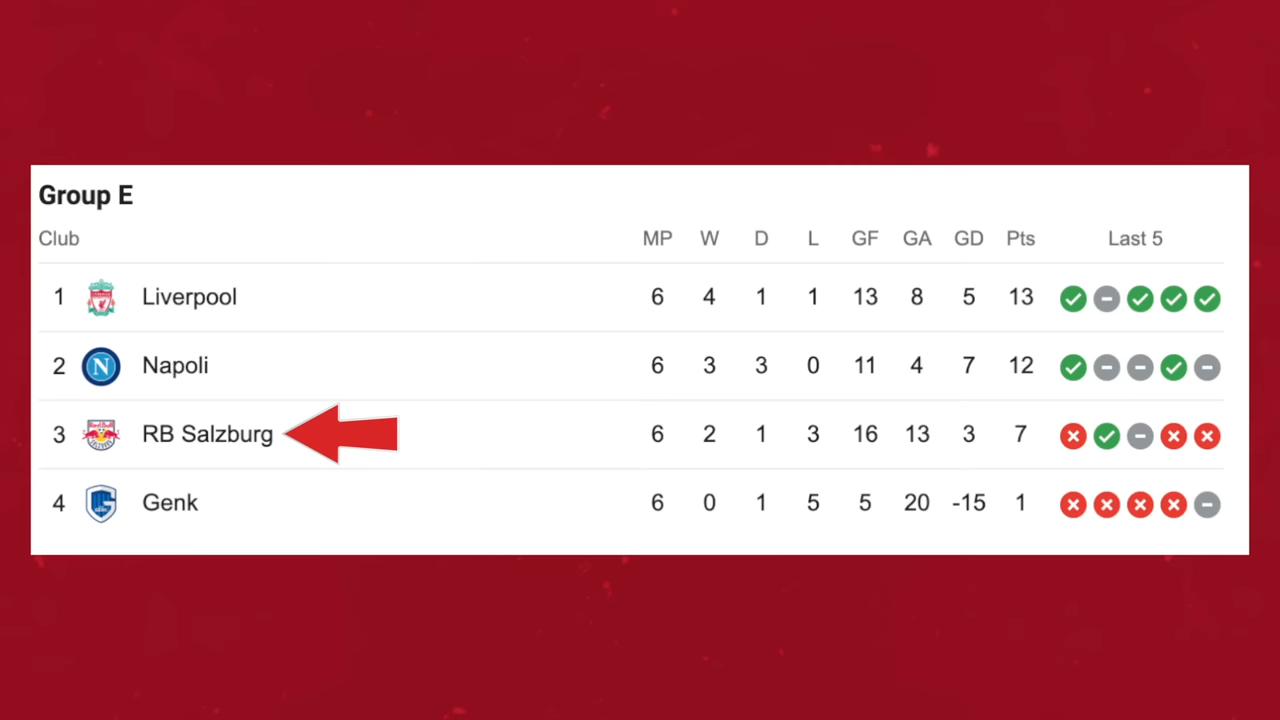 Group E
Club MP W D L GF GA GD Pts Last 5
1 Liverpool 6 4 1 1 13 8 5 13
2 N Napoli 6 3 3 0 11 4 7 12
3 RB Salzburg 6 2 1 3 16 13 3 7
4 Genk 6 0 1 5 5 20 -15 1